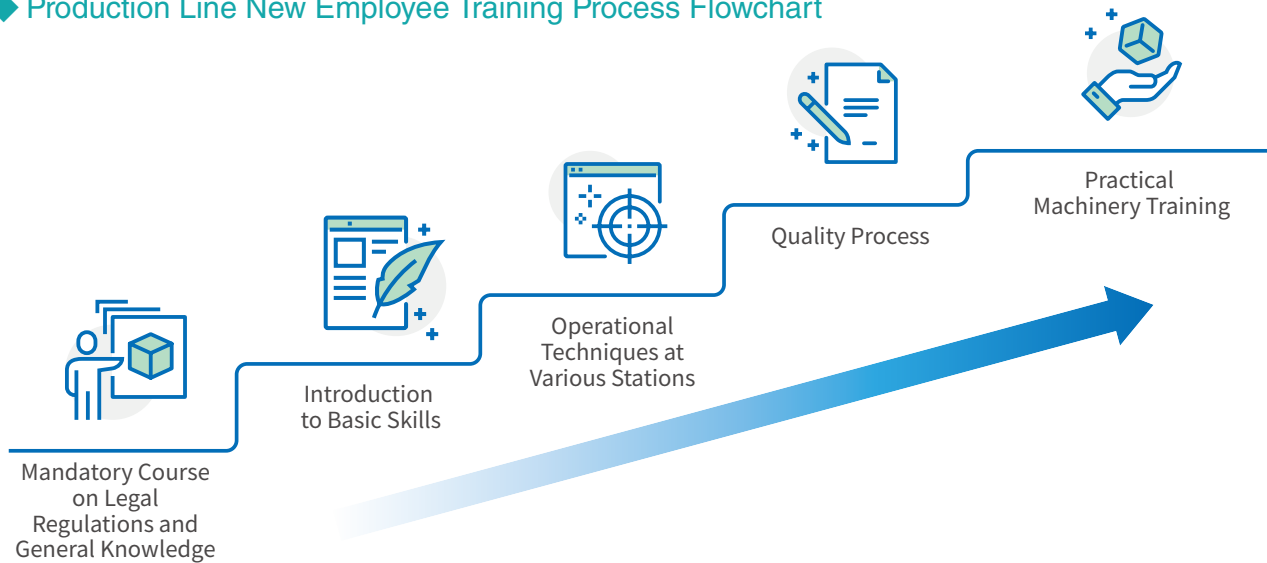 Production Line New Employee Training Process Flowchart
Mandatory Course
on Legal
Regulations and
General Knowledge
Introduction
to Basic Skills
Operational
Techniques at
Various Stations
Quality Process
Practical
Machinery Training